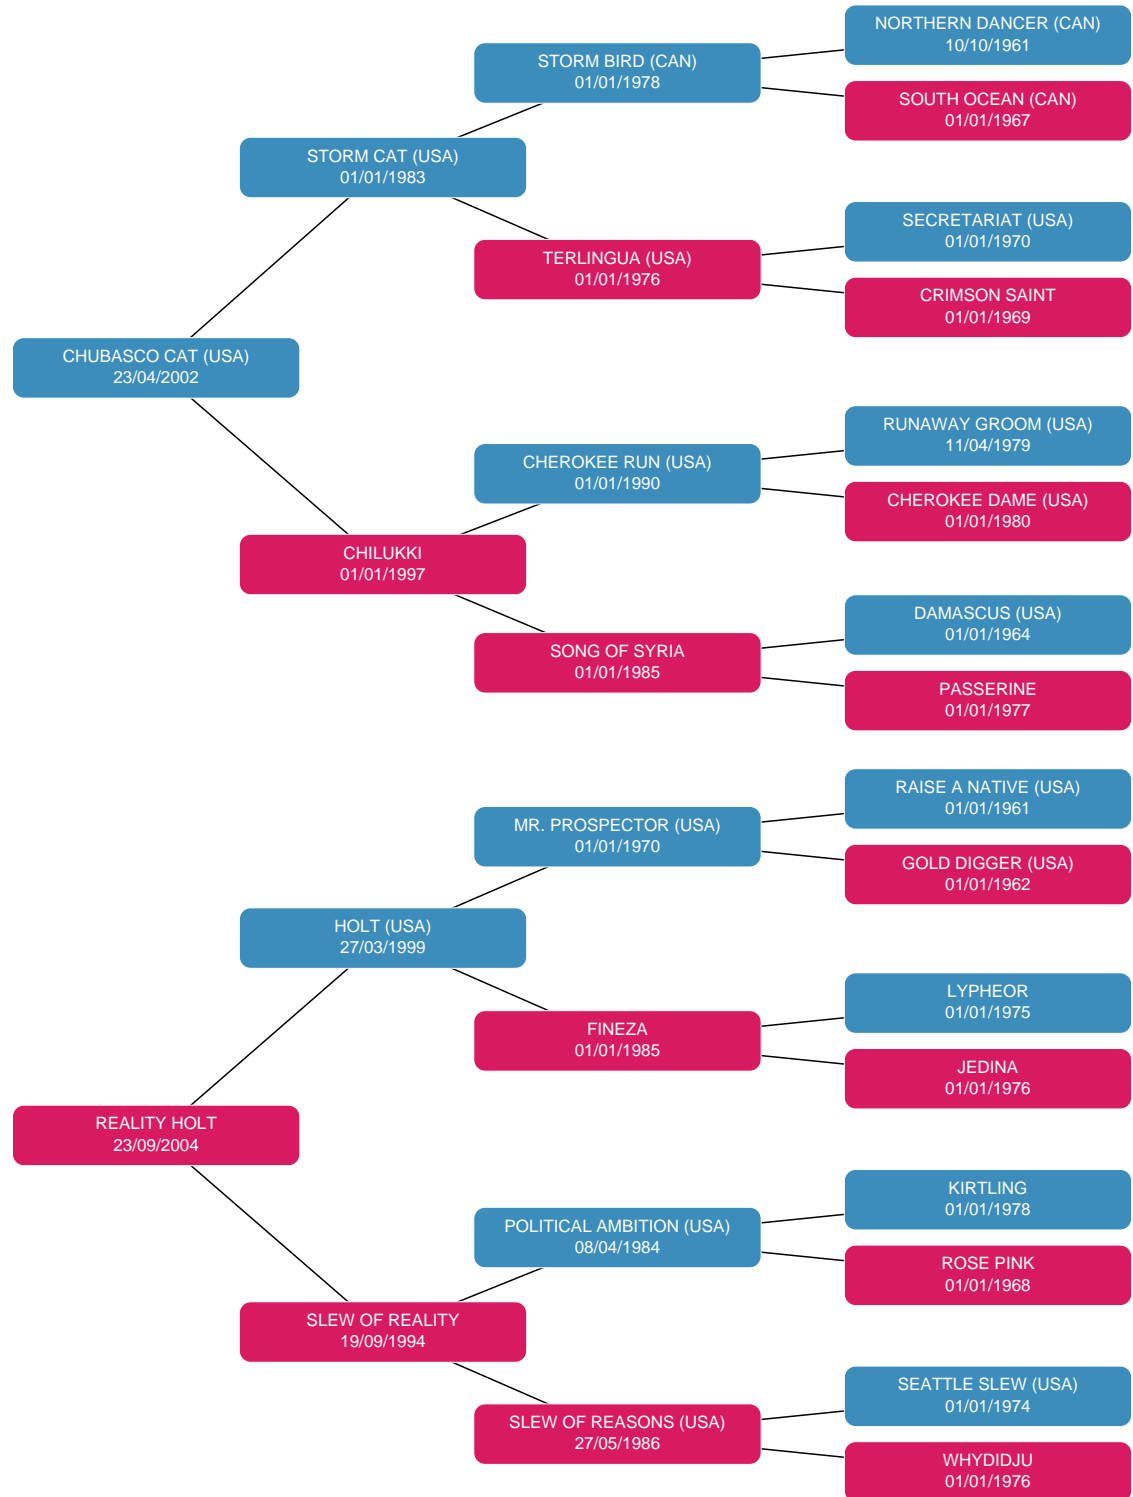 NORTHERN DANCER (CAN)
10/10/1961
STORM BIRD (CAN)
01/01/1978
SOUTH OCEAN (CAN)
01/01/1967
STORM CAT (USA)
01/01/1983
SECRETARIAT (USA)
01/01/1970
TERLINGUA (USA)
01/01/1976
CRIMSON SAINT
01/01/1969
CHUBASCO CAT (USA)
23/04/2002
RUNAWAY GROOM (USA)
11/04/1979
CHEROKEE RUN (USA)
01/01/1990
CHEROKEE DAME (USA)
01/01/1980
CHILUKKI
01/01/1997
DAMASCUS (USA)
01/01/1964
SONG OF SYRIA
01/01/1985
PASSERINE
01/01/1977
RAISE A NATIVE (USA)
01/01/1961
MR. PROSPECTOR (USA)
01/01/1970
GOLD DIGGER (USA)
01/01/1962
HOLT (USA)
27/03/1999
LYPHEOR
01/01/1975
FINEZA
01/01/1985
JEDINA
01/01/1976
REALITY HOLT
23/09/2004
KIRTLING
01/01/1978
POLITICAL AMBITION (USA)
08/04/1984
ROSE PINK
01/01/1968
SLEW OF REALITY
19/09/1994
SEATTLE SLEW (USA)
01/01/1974
SLEW OF REASONS (USA)
27/05/1986
WHYDIDJU
01/01/1976